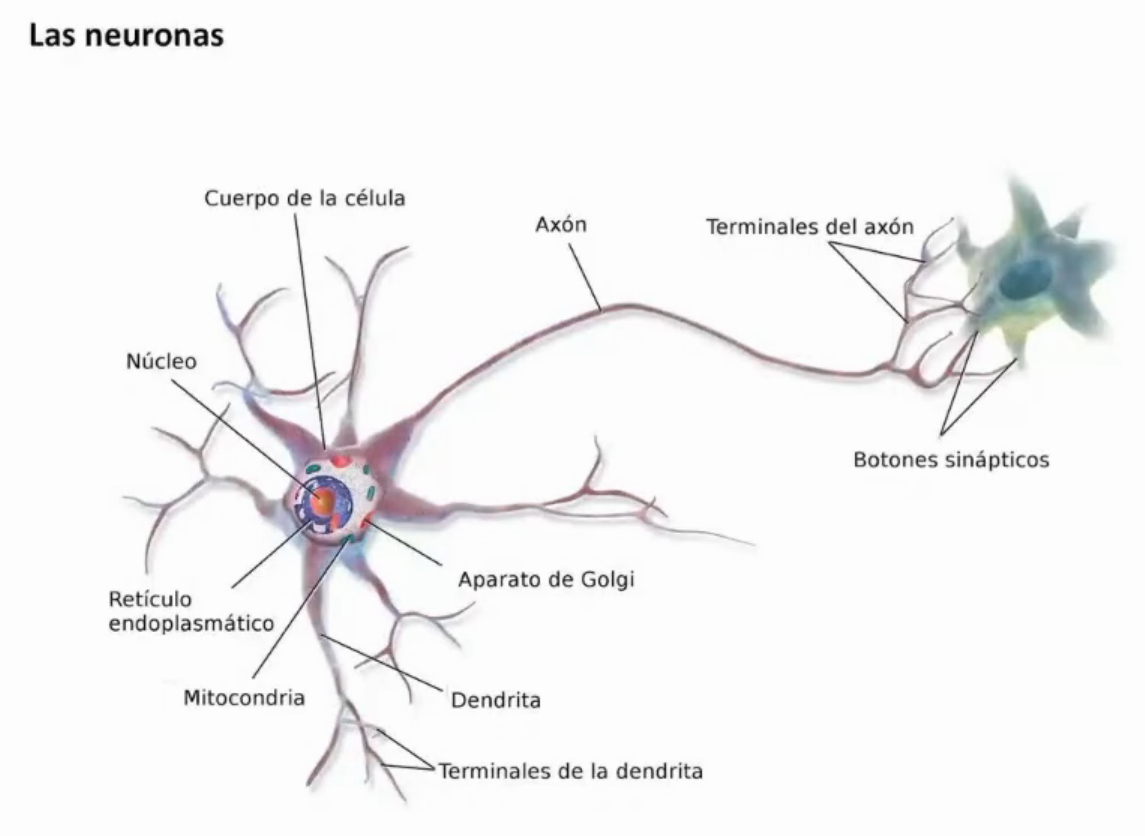 Las neuronas
Cuerpo de la célula
Axón
Terminales del axón
Núcleo
Botones sinápticos
Aparato de Golgi
Retículo
endoplasmático
Mitocondria
Dendrita
Terminales de la dendrita